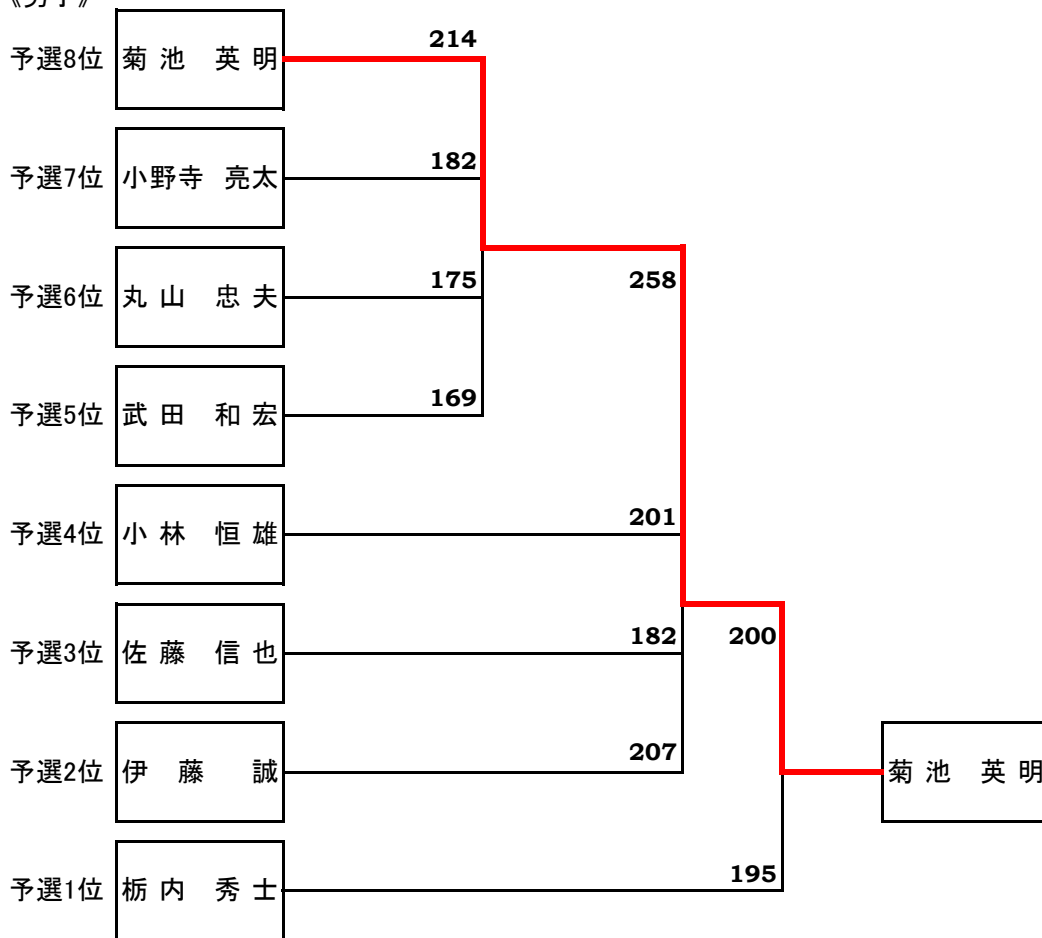 《男子》
214
予選8位 菊池 英明
182
予選7位 小野寺 亮太
175 258
予選6位 丸山 忠夫
169
予選5位 武田 和宏
201
予選4位 小林 恒雄
182 200
予選3位 佐藤 信也
207
予選2位 伊藤 誠 菊池 英明
195
予選1位 栃内 秀士